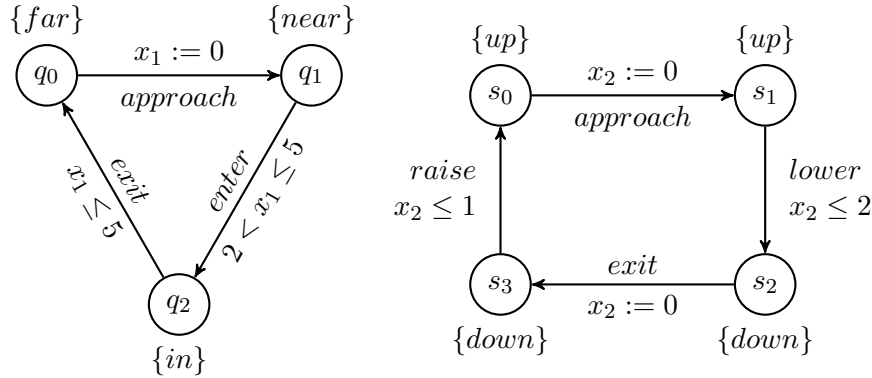 {far}
{near}
x₁ := 0
q₀
q₁
approach
exit
x₁ ≤ 5
enter
2 < x₁ ≤ 5
q₂
{in}
{up}
{up}
x₂ := 0
s₀
s₁
approach
raise
x₂ ≤ 1
lower
x₂ ≤ 2
exit
s₃
s₂
x₂ := 0
{down}
{down}